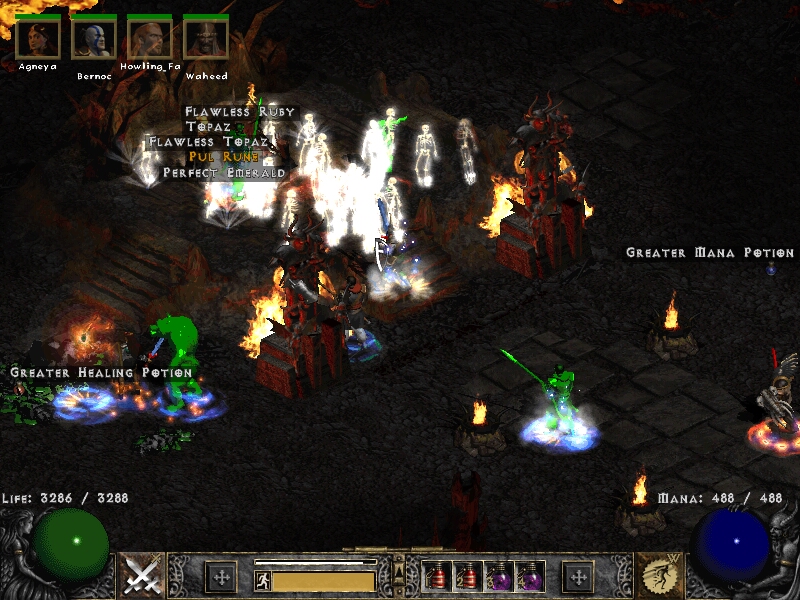 Agneya
Bernoc
Howling_Fa
Waheed
Flawless Ruby
Topaz
Flawless Topaz
Pul Rune
Perfect Emerald
Greater Mana Potion
Greater Healing Potion
Life: 3286 / 3288
Mana: 488 / 488